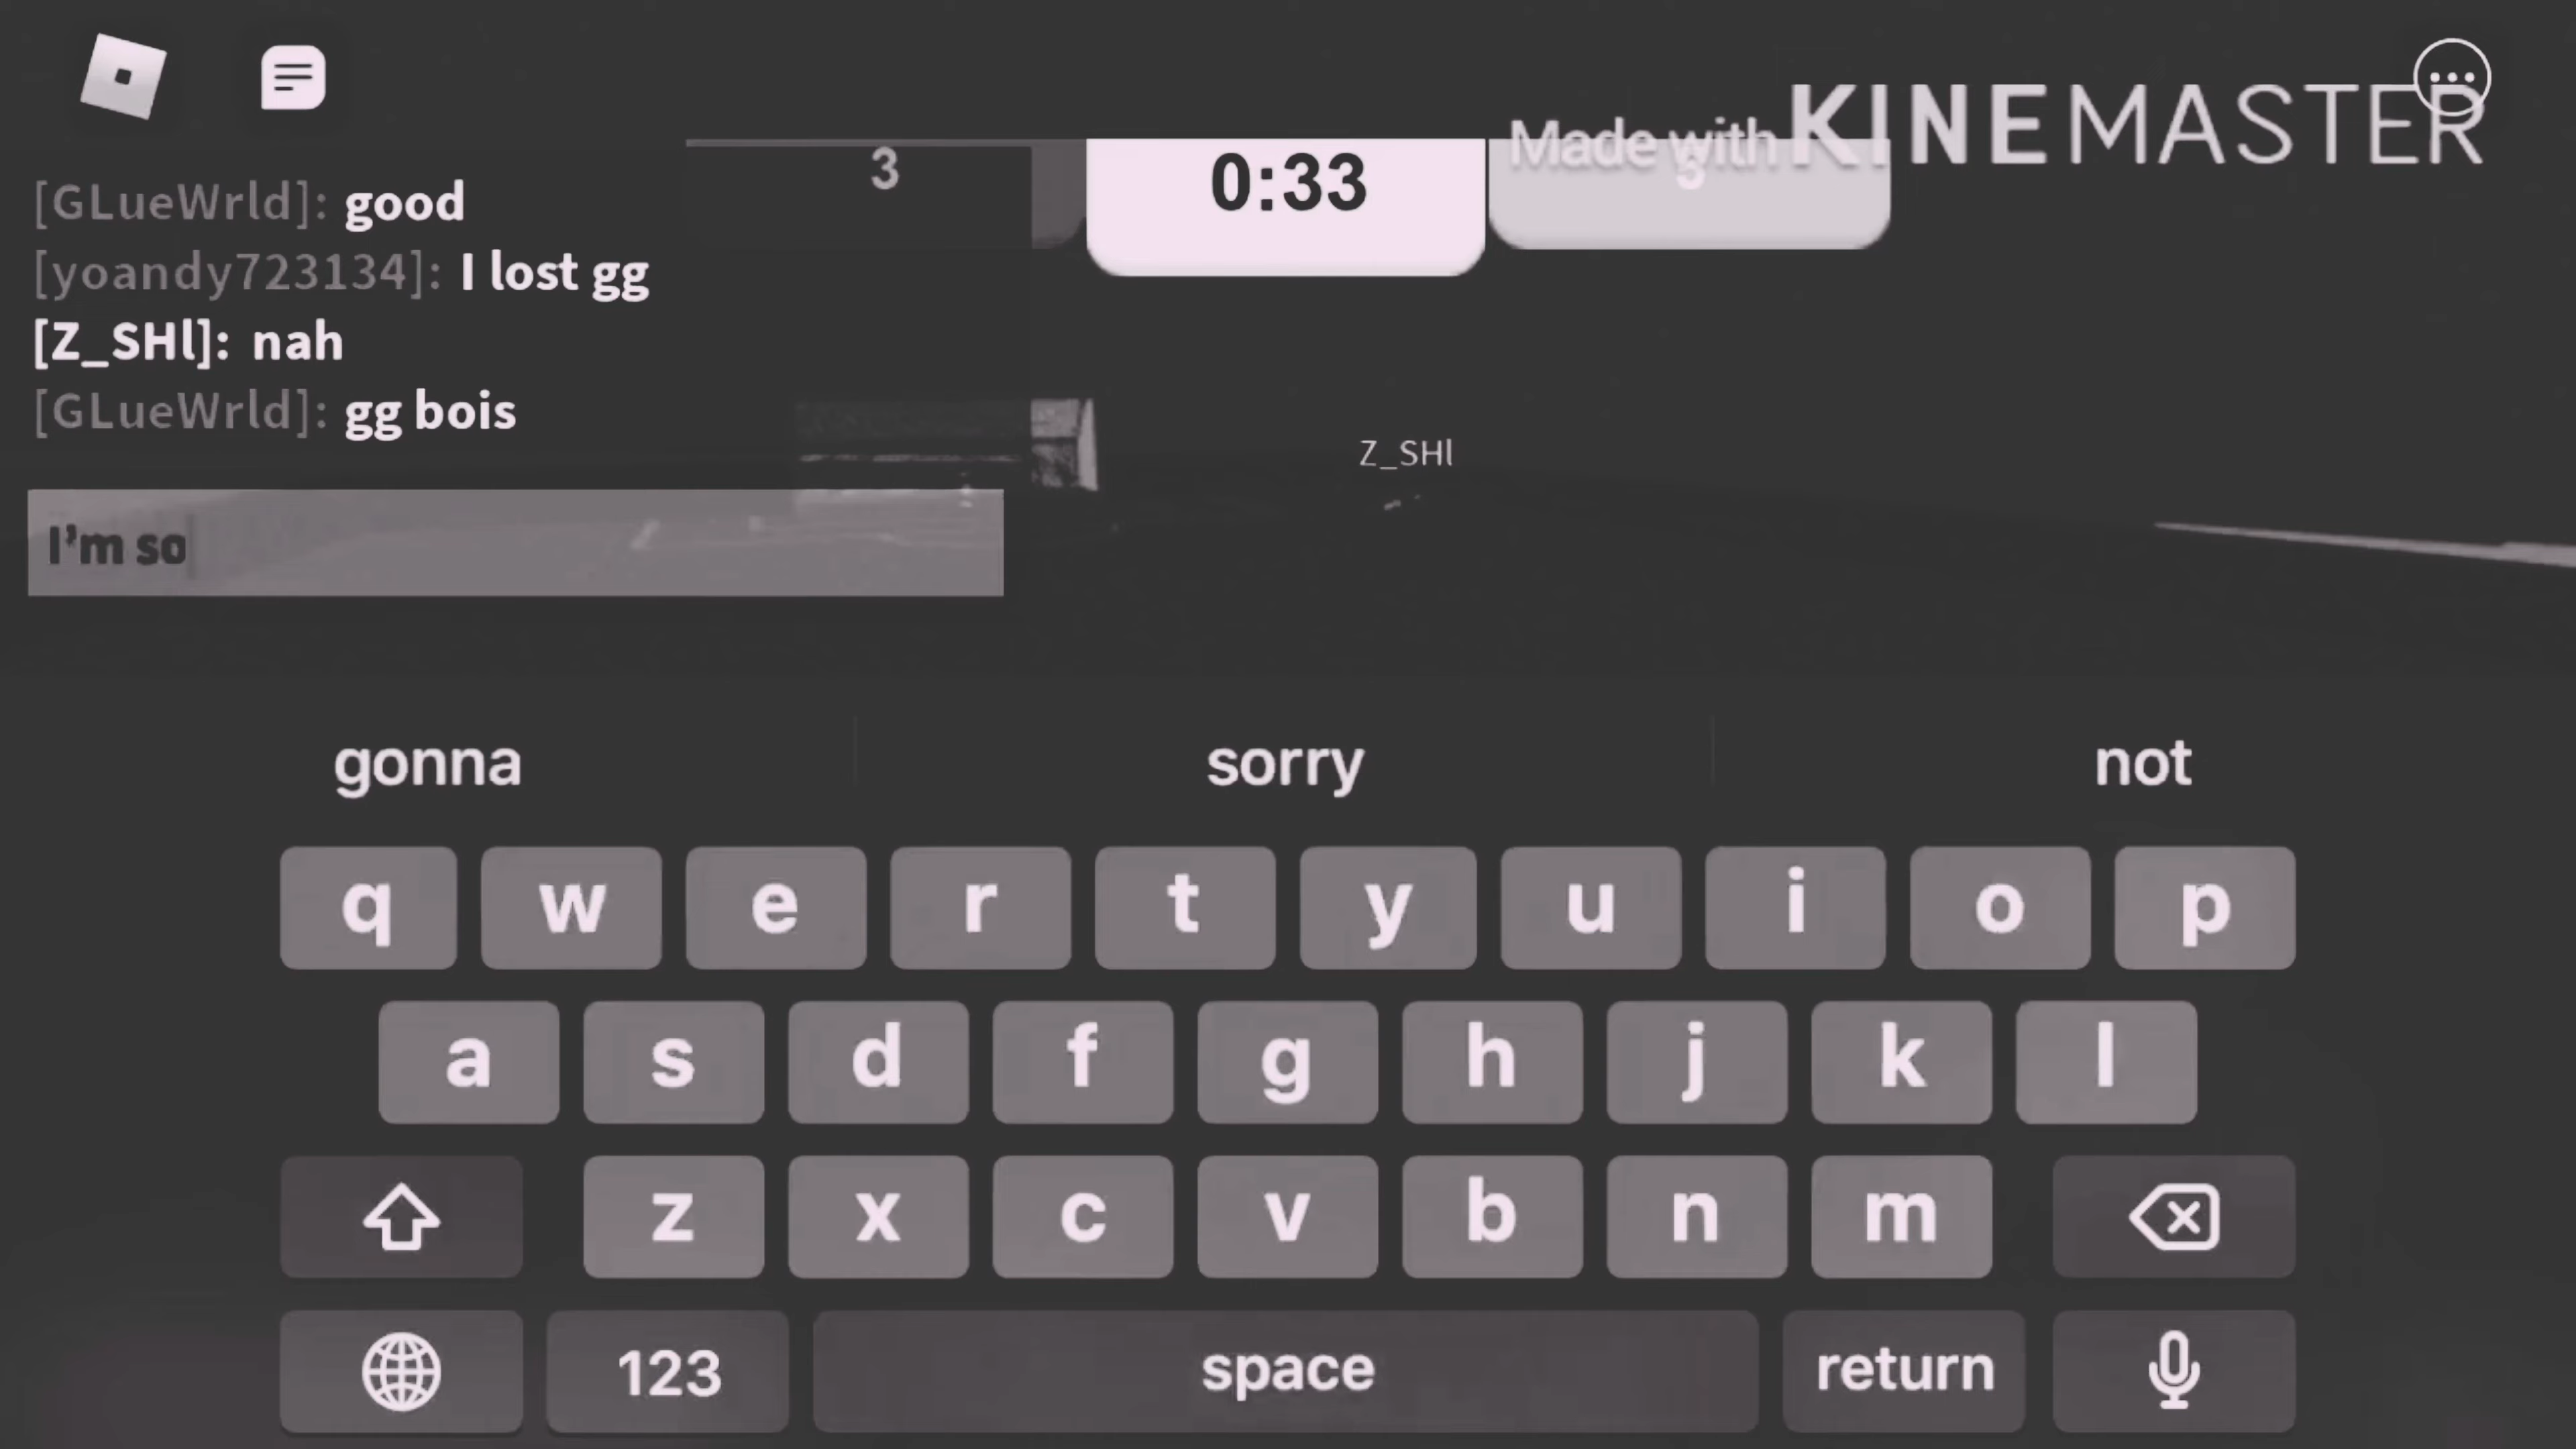 Made with KINEMASTER
3 0:33
[GLueWrld]: good
[yoandy723134]: I lost gg
[Z_SHl]: nah
[GLueWrld]: gg bois
Z_SHl
I'm so
gonna sorry not
q w e r t y u i o p
a s d f g h j k l
z x c v b n m
123 space return